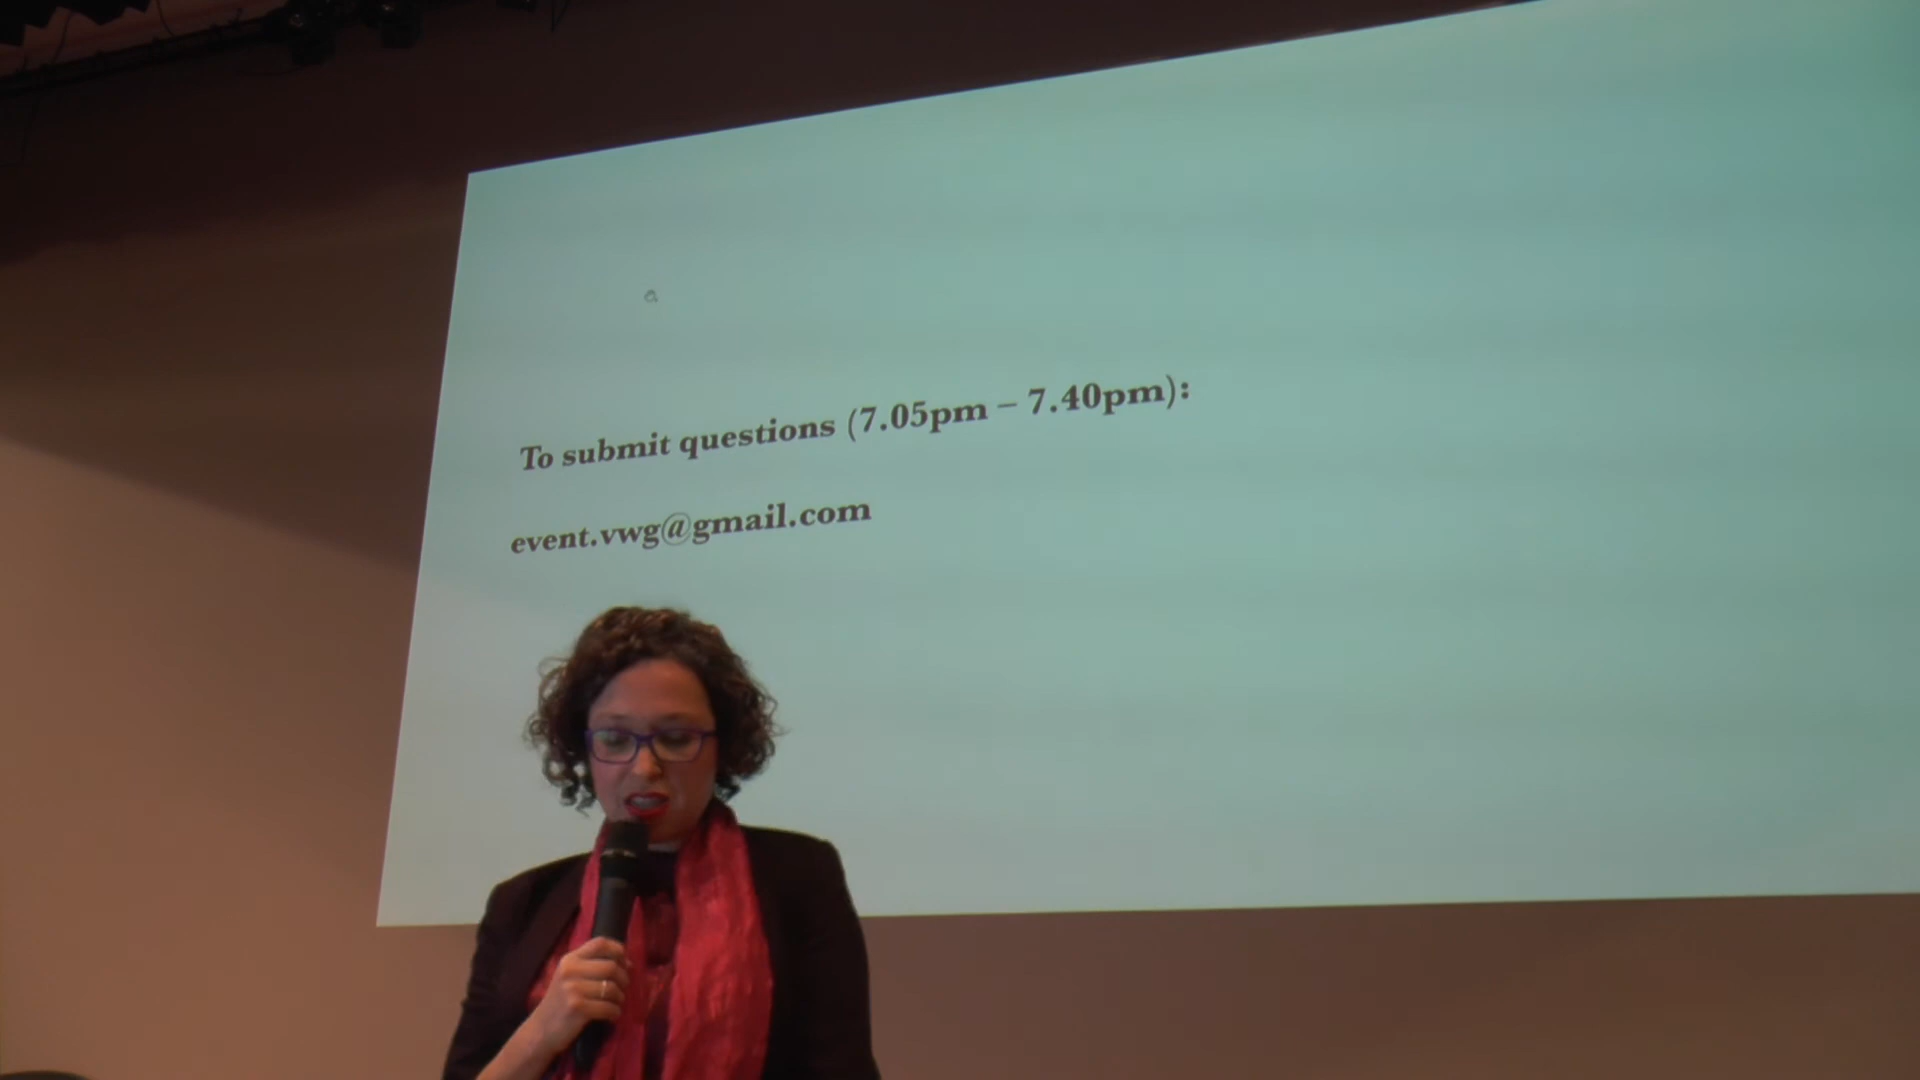 To submit questions (7.05pm – 7.40pm):
event.vwg@gmail.com